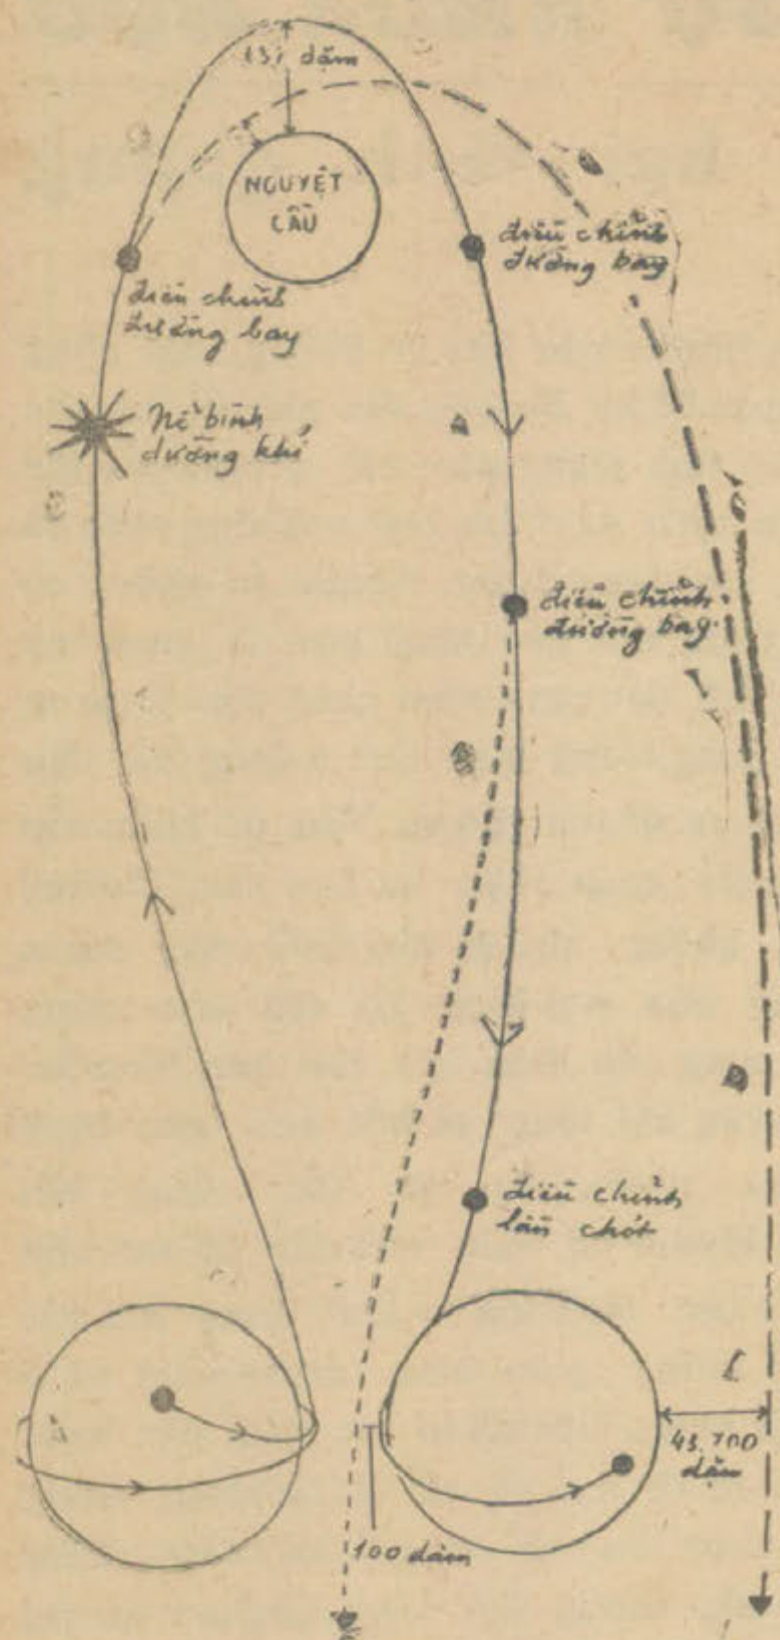 131 dặm
NGUYỆT
CẦU
điều chỉnh
đường bay
điều chỉnh
đường bay
Nổ bình
dưỡng khí
điều chỉnh
đường bay
điều chỉnh
lần chót
43.700
dặm
100 dặm